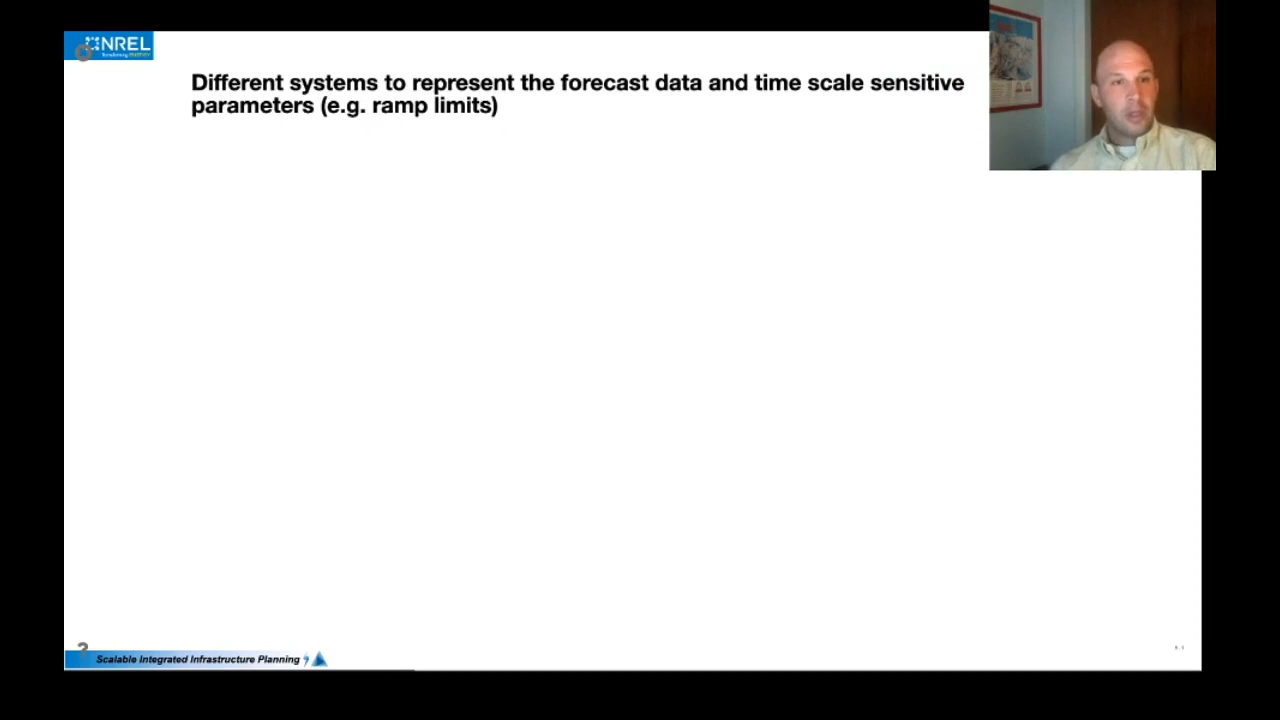 NREL
Different systems to represent the forecast data and time scale sensitive
parameters (e.g. ramp limits)
?
Scalable Integrated Infrastructure Planning